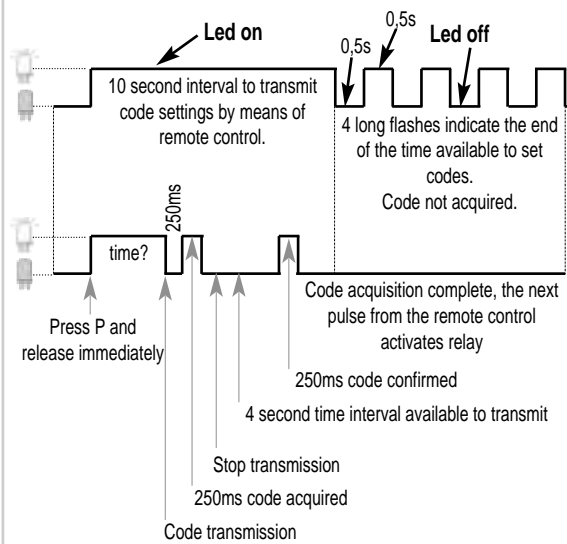 0,5s
Led on
Led off
0,5s
10 second interval to transmit
code settings by means of
remote control.
4 long flashes indicate the end
of the time available to set
codes.
Code not acquired.
250ms
time?
Press P and
release immediately
Code acquisition complete, the next
pulse from the remote control
activates relay
250ms code confirmed
4 second time interval available to transmit
Stop transmission
250ms code acquired
Code transmission